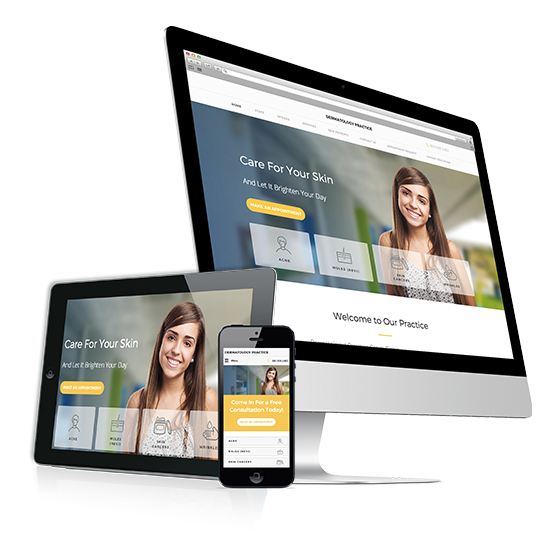 DERMATOLOGY PRACTICE
HOME
Care For Your Skin
And Let It Brighten Your Day
MAKE AN APPOINTMENT
ACNE
MOLES (NEVI)
SKIN
CANCERS
WRINKLES
Welcome to Our Practice
Care For Your Skin
And Let It Brighten Your Day
MAKE AN APPOINTMENT
ACNE
MOLES
(NEVI)
SKIN
CANCERS
DERMATOLOGY PRACTICE
Menu
Come In For a Free
Consultation Today!
MAKE AN APPOINTMENT
ACNE
MOLES (NEVI)
SKIN CANCERS